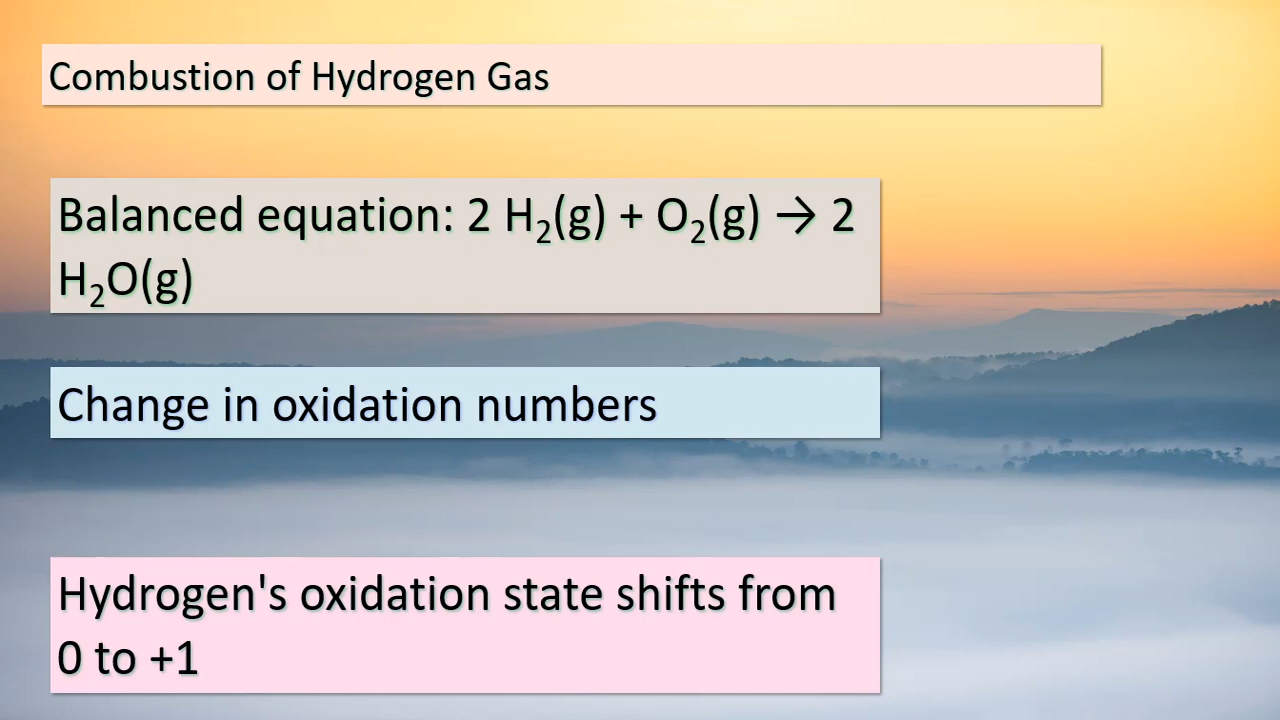 Combustion of Hydrogen Gas
Balanced equation: 2 H₂(g) + O₂(g) → 2
H₂O(g)
Change in oxidation numbers
Hydrogen's oxidation state shifts from
0 to +1